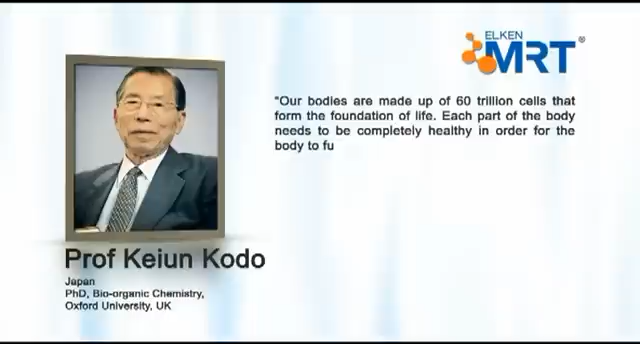 ELKEN
MRT®
"Our bodies are made up of 60 trillion cells that
form the foundation of life. Each part of the body
needs to be completely healthy in order for the
body to fu
Prof Keiun Kodo
Japan
PhD, Bio-organic Chemistry,
Oxford University, UK